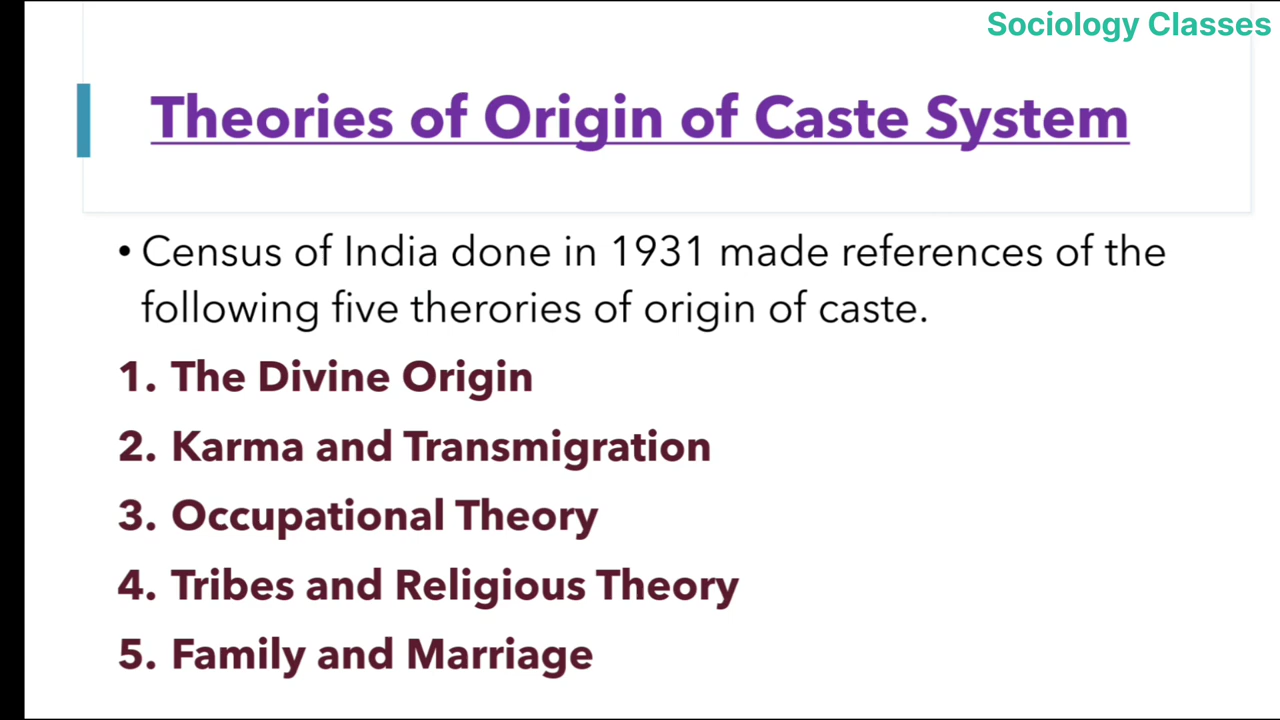 Sociology Classes
Theories of Origin of Caste System
• Census of India done in 1931 made references of the
following five therories of origin of caste.
1. The Divine Origin
2. Karma and Transmigration
3. Occupational Theory
4. Tribes and Religious Theory
5. Family and Marriage